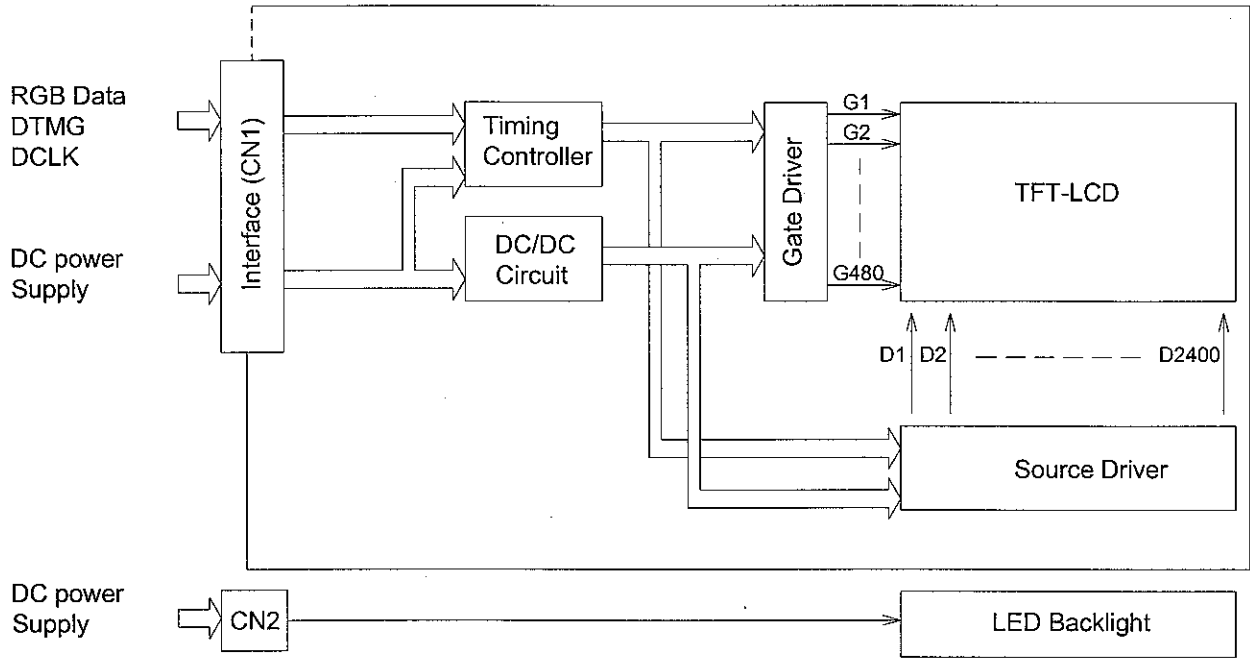 RGB Data
DTMG
DCLK
DC power
Supply
Interface (CN1)
Timing
Controller
DC/DC
Circuit
Gate Driver
G1
G2
G480
TFT-LCD
D1
D2
D2400
Source Driver
DC power
Supply
CN2
LED Backlight